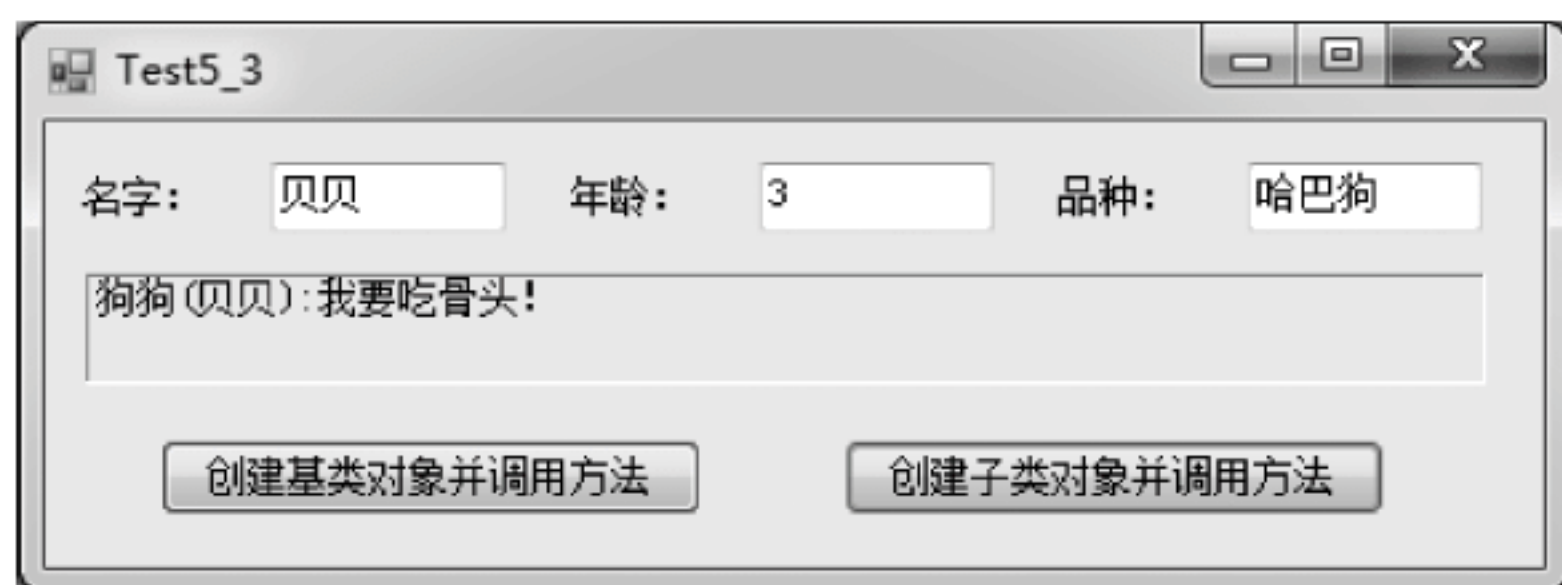 Test5_3
名字: 贝贝 年龄: 3 品种: 哈巴狗
狗狗(贝贝):我要吃骨头!
创建基类对象并调用方法 创建子类对象并调用方法